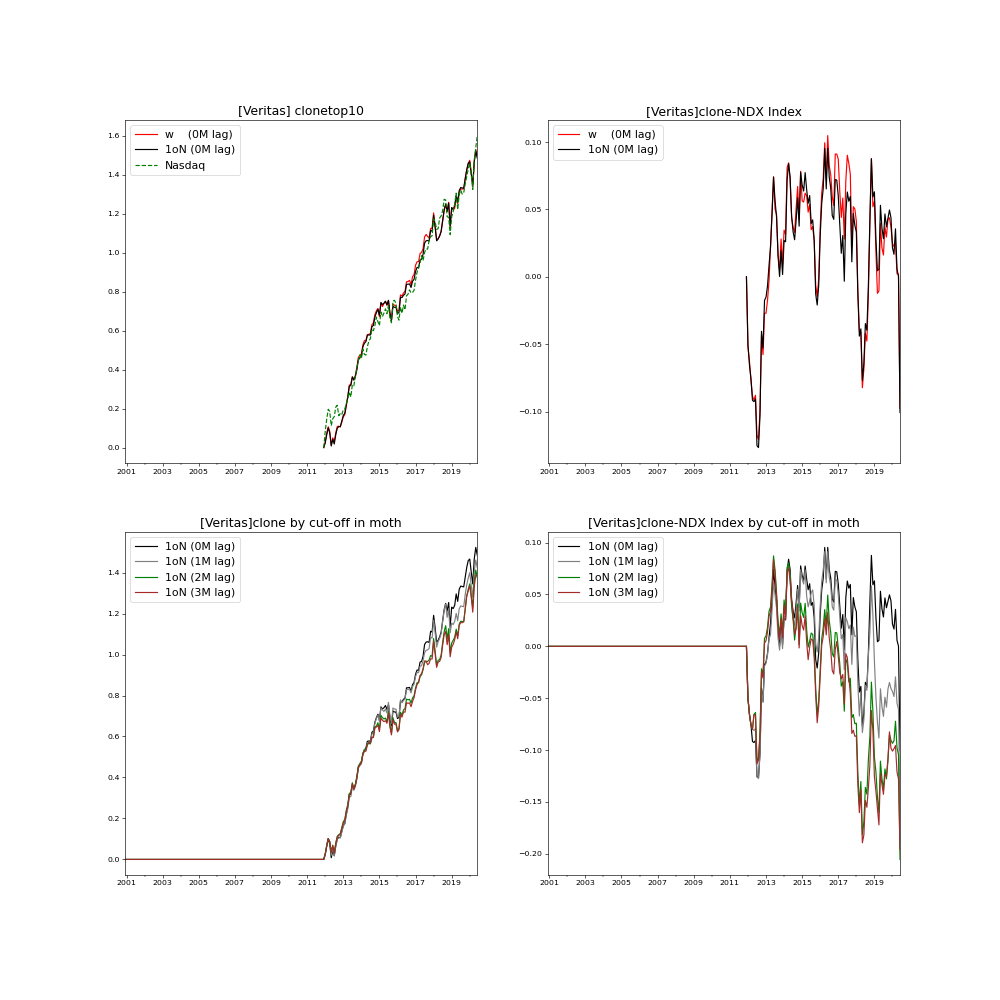 [Veritas] clonetop10
w    (0M lag)
1oN (0M lag)
Nasdaq
1.6
1.4
1.2
1.0
0.8
0.6
0.4
0.2
0.0
2001 2003 2005 2007 2009 2011 2013 2015 2017 2019
[Veritas]clone-NDX Index
w    (0M lag)
1oN (0M lag)
0.10
0.05
0.00
−0.05
−0.10
2001 2003 2005 2007 2009 2011 2013 2015 2017 2019
[Veritas]clone by cut-off in moth
1oN (0M lag)
1oN (1M lag)
1oN (2M lag)
1oN (3M lag)
1.4
1.2
1.0
0.8
0.6
0.4
0.2
0.0
2001 2003 2005 2007 2009 2011 2013 2015 2017 2019
[Veritas]clone-NDX Index by cut-off in moth
1oN (0M lag)
1oN (1M lag)
1oN (2M lag)
1oN (3M lag)
0.10
0.05
0.00
−0.05
−0.10
−0.15
−0.20
2001 2003 2005 2007 2009 2011 2013 2015 2017 2019